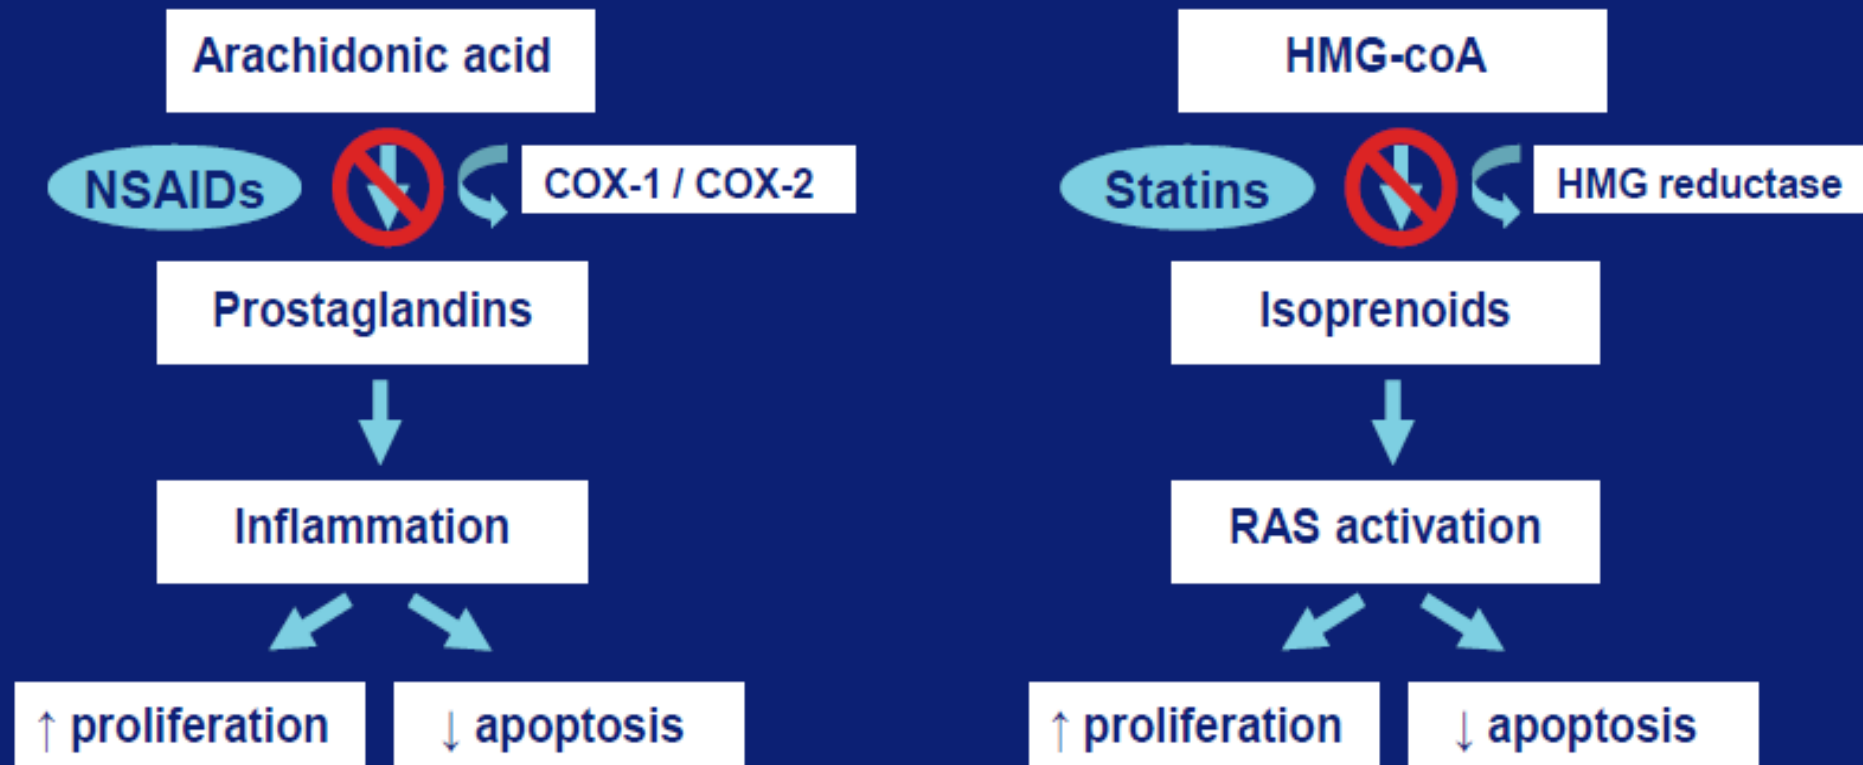 Arachidonic acid
HMG-coA
NSAIDs
COX-1 / COX-2
Statins
HMG reductase
Prostaglandins
Isoprenoids
Inflammation
RAS activation
↑ proliferation
↓ apoptosis
↑ proliferation
↓ apoptosis